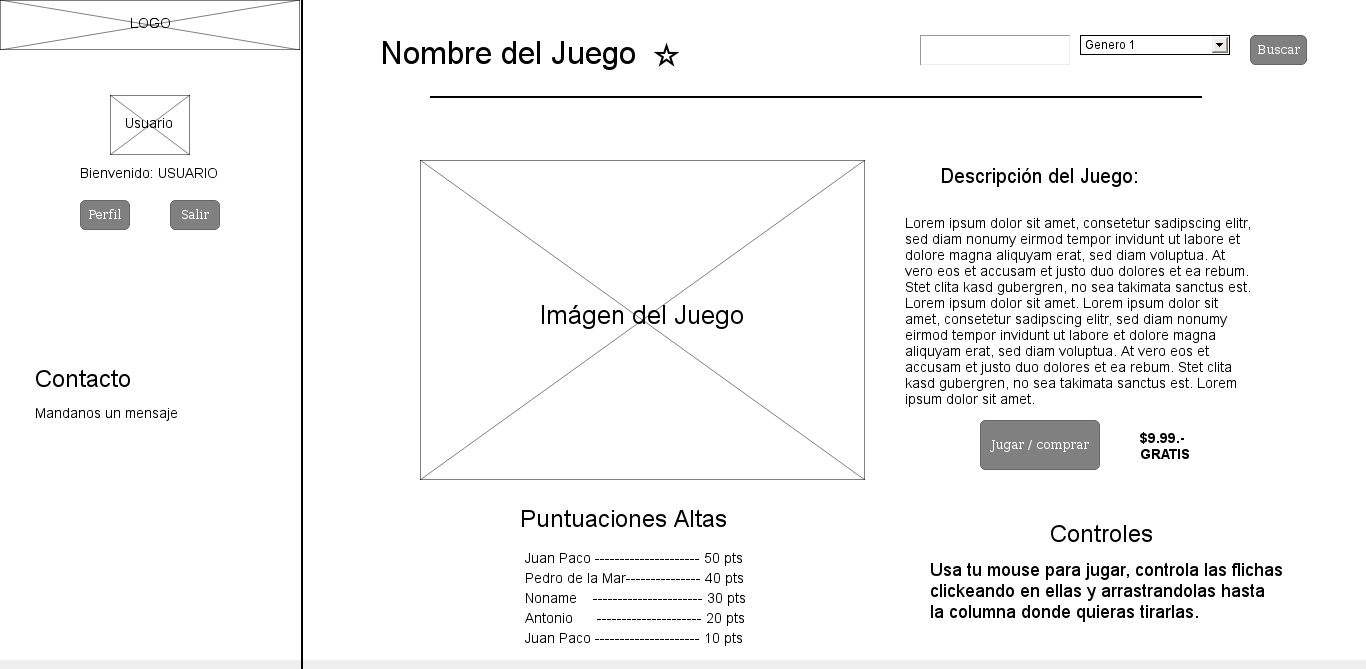 LOGO
Usuario
Bienvenido: USUARIO
Perfil
Salir
Contacto
Mandanos un mensaje
Nombre del Juego ☆
Genero 1
Buscar
Imágen del Juego
Descripción del Juego:
Lorem ipsum dolor sit amet, consetetur sadipscing elitr,
sed diam nonumy eirmod tempor invidunt ut labore et
dolore magna aliquyam erat, sed diam voluptua. At
vero eos et accusam et justo duo dolores et ea rebum.
Stet clita kasd gubergren, no sea takimata sanctus est.
Lorem ipsum dolor sit amet. Lorem ipsum dolor sit
amet, consetetur sadipscing elitr, sed diam nonumy
eirmod tempor invidunt ut labore et dolore magna
aliquyam erat, sed diam voluptua. At vero eos et
accusam et justo duo dolores et ea rebum. Stet clita
kasd gubergren, no sea takimata sanctus est. Lorem
ipsum dolor sit amet.
Jugar / comprar
$9.99.-
GRATIS
Puntuaciones Altas
Juan Paco --------------------- 50 pts
Pedro de la Mar--------------- 40 pts
Noname ---------------------- 30 pts
Antonio --------------------- 20 pts
Juan Paco --------------------- 10 pts
Controles
Usa tu mouse para jugar, controla las flichas
clickeando en ellas y arrastrandolas hasta
la columna donde quieras tirarlas.